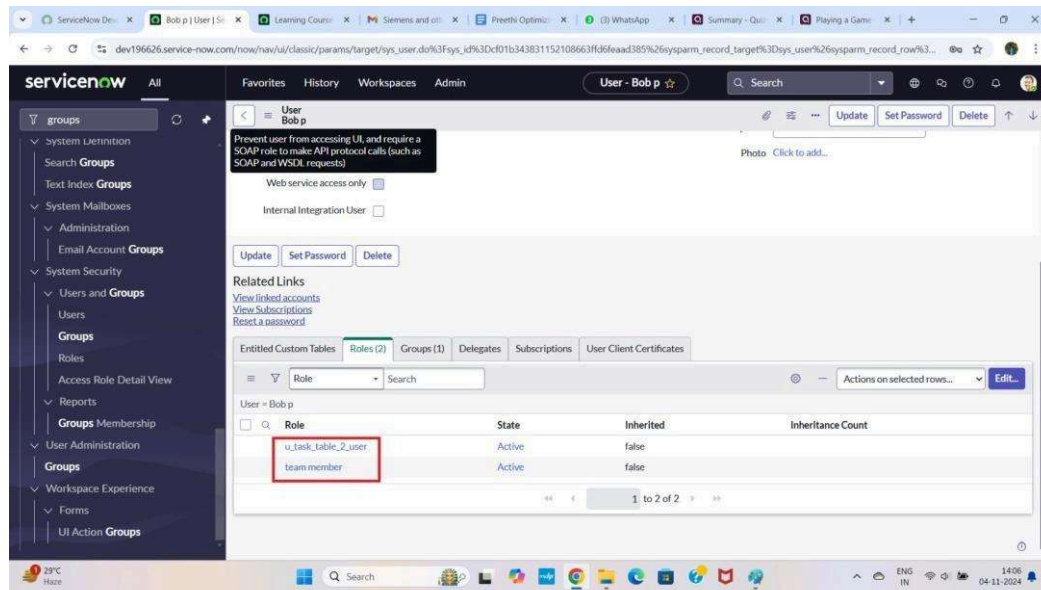 ServiceNow Dev
Bob p | User | Se
Learning Course
Siemens and oth
Preethi Optimiz
(3) WhatsApp
Summary - Qui
Playing a Game
dev196626.service-now.com/now/nav/ui/classic/params/target/sys_user.do%3Fsys_id%3Dcf01b343831152108663ffd6feaad385%26sysparm_record_target%3Dsys_user%26sysparm_record_row%3...
servicenow All Favorites History Workspaces Admin User - Bob p Search
groups
System Definition
Search Groups
Text Index Groups
System Mailboxes
Administration
Email Account Groups
System Security
Users and Groups
Users
Groups
Roles
Access Role Detail View
Reports
Groups Membership
User Administration
Groups
Workspace Experience
Forms
UI Action Groups
User
Bob p
Update Set Password Delete
Prevent user from accessing UI, and require a
SOAP role to make API protocol calls (such as
SOAP and WSDL requests)
Photo Click to add...
Web service access only
Internal Integration User
Update Set Password Delete
Related Links
View linked accounts
View Subscriptions
Reset a password
Entitled Custom Tables Roles (2) Groups (1) Delegates Subscriptions User Client Certificates
Role Search Actions on selected rows... Edit...
User = Bob p
Role State Inherited Inheritance Count
u_task_table_2_user Active false
team member Active false
1 to 2 of 2
29°C
Haze
Search
ENG
IN
14:06
04-11-2024